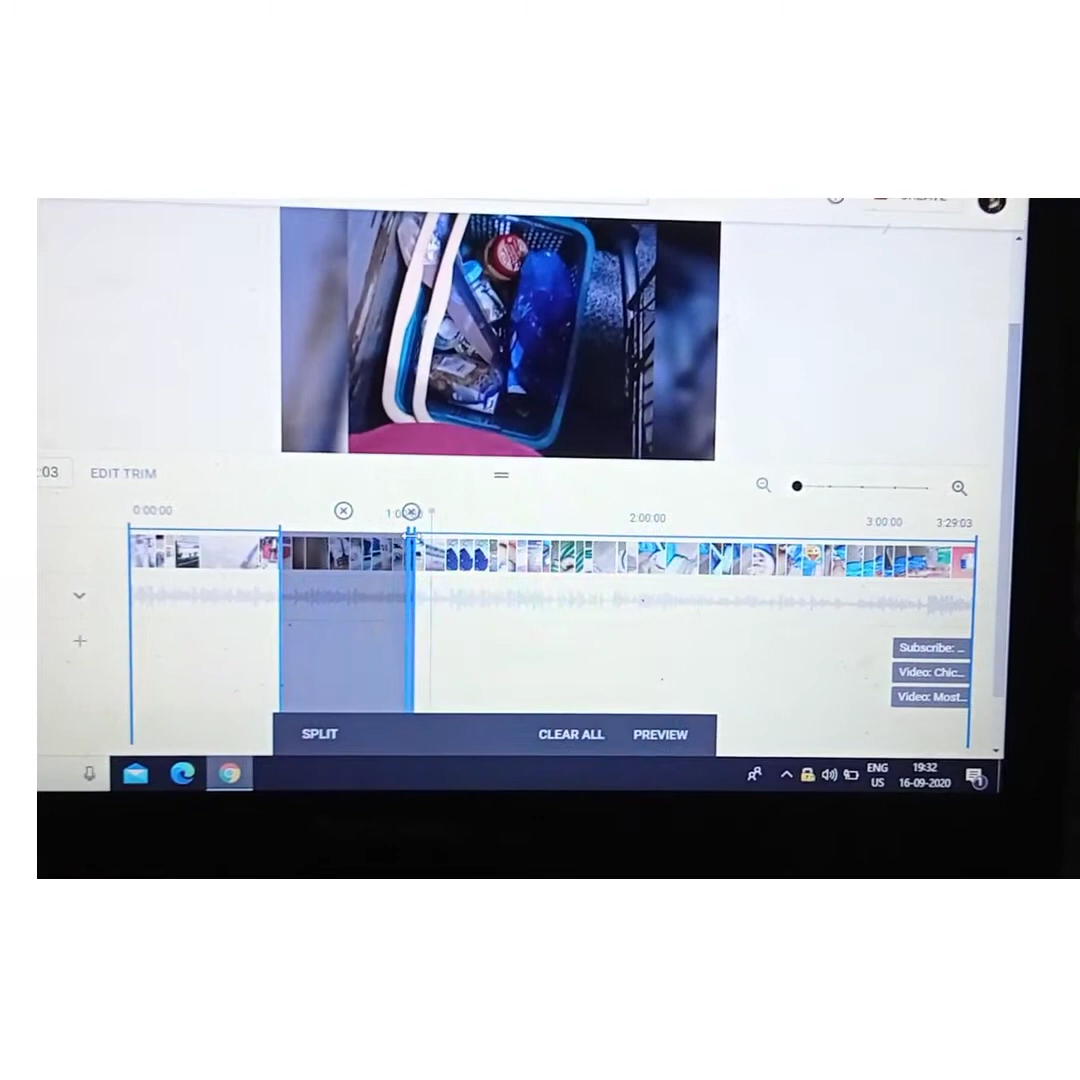 :03
EDIT TRIM
0:00:00
2:00:00
3:00:00
3:29:03
Subscribe: ...
Video: Chic...
Video: Most...
SPLIT
CLEAR ALL
PREVIEW
ENG
US
19:32
16-09-2020
1